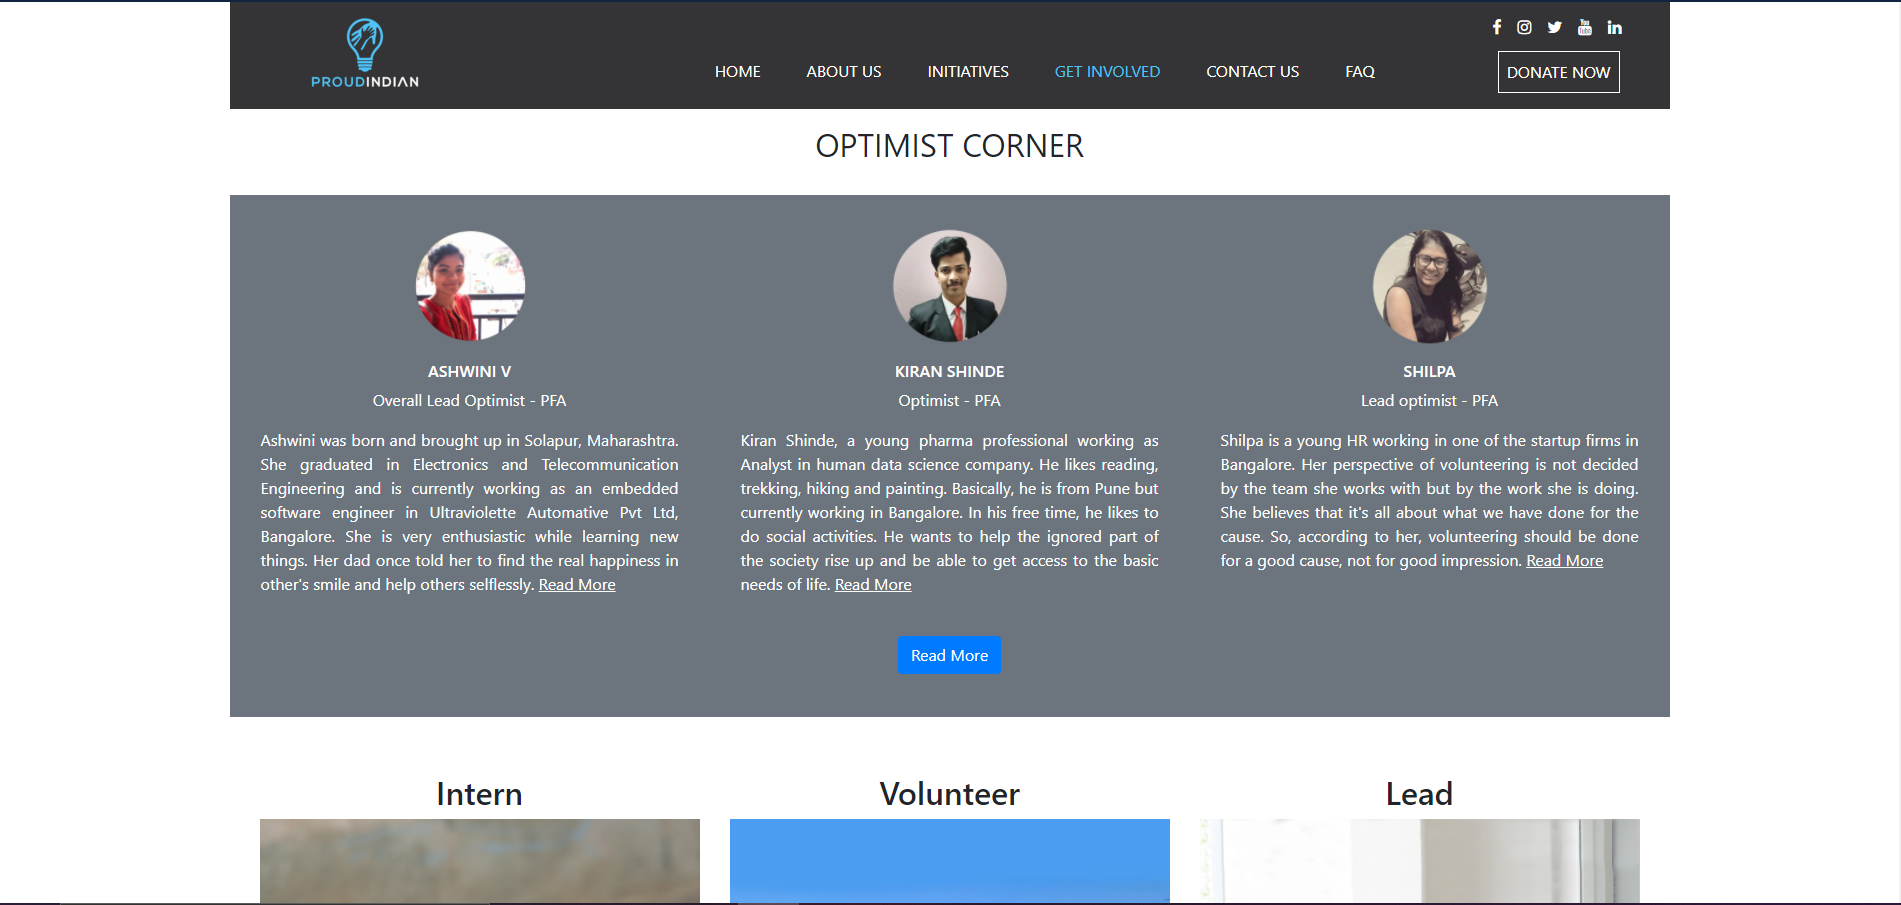 PROUDINDIAN
HOME ABOUT US INITIATIVES GET INVOLVED CONTACT US FAQ
DONATE NOW
OPTIMIST CORNER
ASHWINI V
Overall Lead Optimist - PFA
Ashwini was born and brought up in Solapur, Maharashtra.
She graduated in Electronics and Telecommunication
Engineering and is currently working as an embedded
software engineer in Ultraviolette Automative Pvt Ltd,
Bangalore. She is very enthusiastic while learning new
things. Her dad once told her to find the real happiness in
other's smile and help others selflessly. Read More
KIRAN SHINDE
Optimist - PFA
Kiran Shinde, a young pharma professional working as
Analyst in human data science company. He likes reading,
trekking, hiking and painting. Basically, he is from Pune but
currently working in Bangalore. In his free time, he likes to
do social activities. He wants to help the ignored part of
the society rise up and be able to get access to the basic
needs of life. Read More
SHILPA
Lead optimist - PFA
Shilpa is a young HR working in one of the startup firms in
Bangalore. Her perspective of volunteering is not decided
by the team she works with but by the work she is doing.
She believes that it's all about what we have done for the
cause. So, according to her, volunteering should be done
for a good cause, not for good impression. Read More
Read More
Intern
Volunteer
Lead